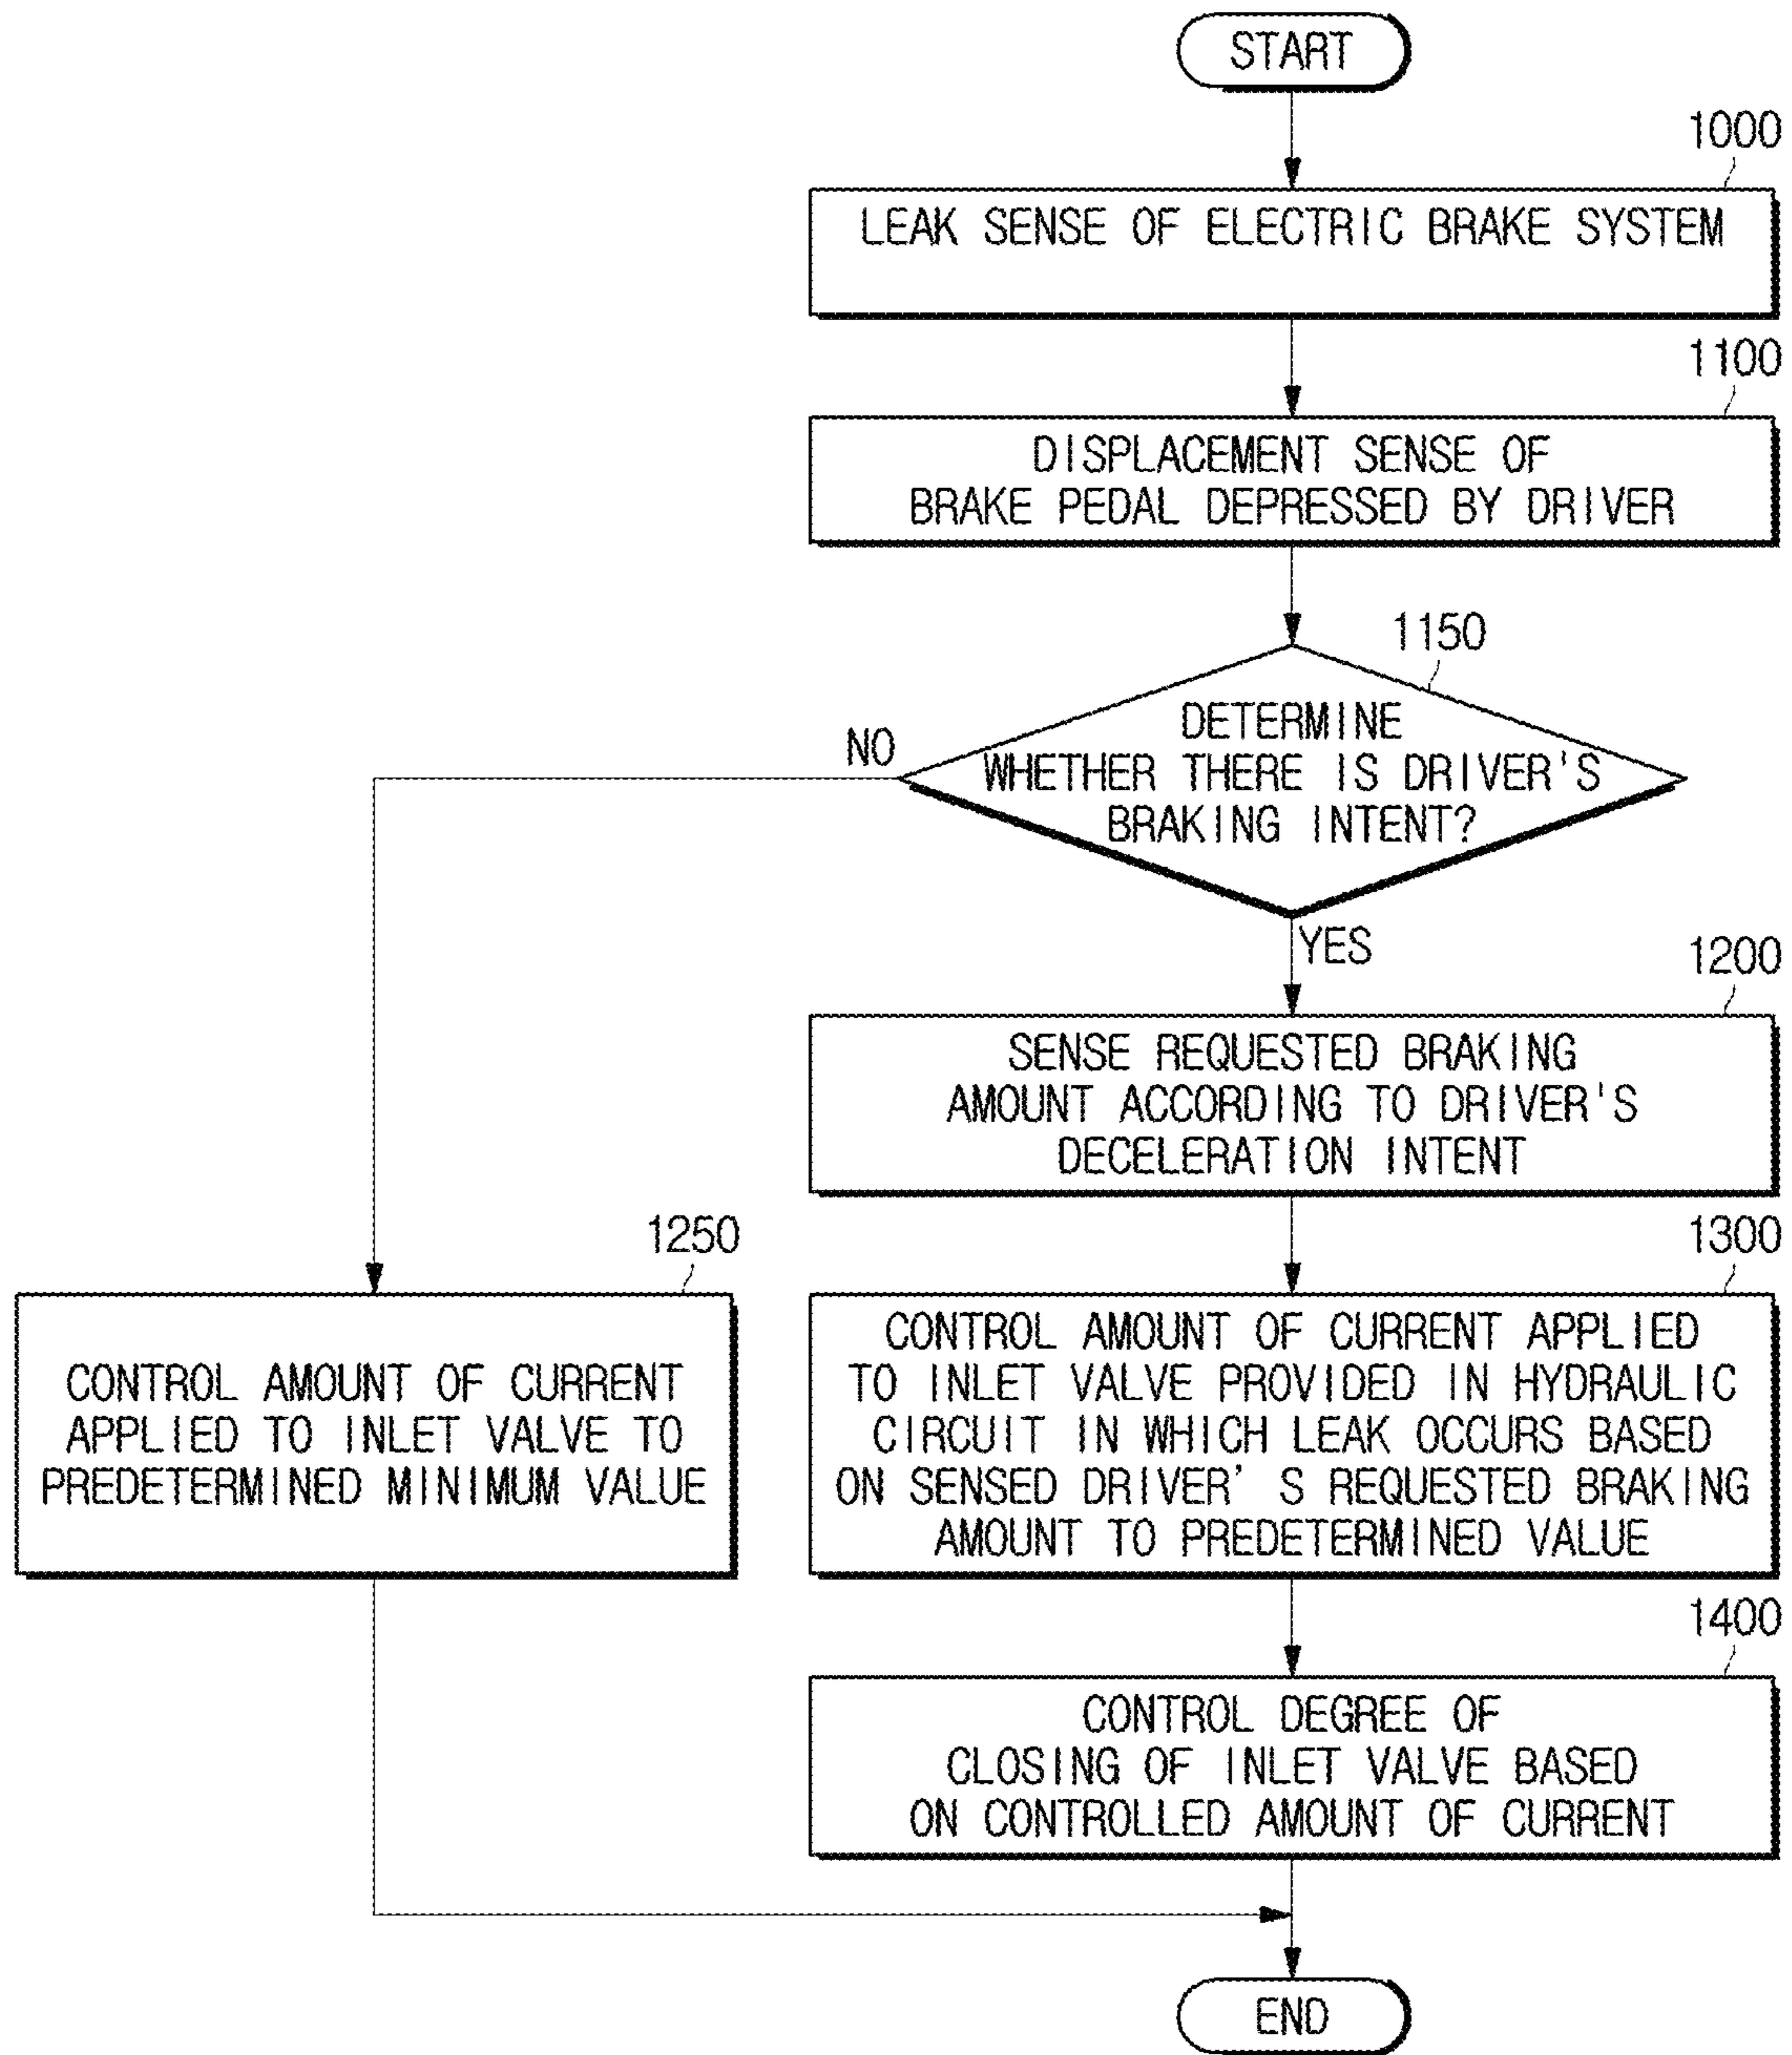 START
1000
LEAK SENSE OF ELECTRIC BRAKE SYSTEM
1100
DISPLACEMENT SENSE OF
BRAKE PEDAL DEPRESSED BY DRIVER
1150
DETERMINE
WHETHER THERE IS DRIVER'S
BRAKING INTENT?
NO
YES
1200
SENSE REQUESTED BRAKING
AMOUNT ACCORDING TO DRIVER'S
DECELERATION INTENT
1250
CONTROL AMOUNT OF CURRENT
APPLIED TO INLET VALVE TO
PREDETERMINED MINIMUM VALUE
1300
CONTROL AMOUNT OF CURRENT APPLIED
TO INLET VALVE PROVIDED IN HYDRAULIC
CIRCUIT IN WHICH LEAK OCCURS BASED
ON SENSED DRIVER' S REQUESTED BRAKING
AMOUNT TO PREDETERMINED VALUE
1400
CONTROL DEGREE OF
CLOSING OF INLET VALVE BASED
ON CONTROLLED AMOUNT OF CURRENT
END